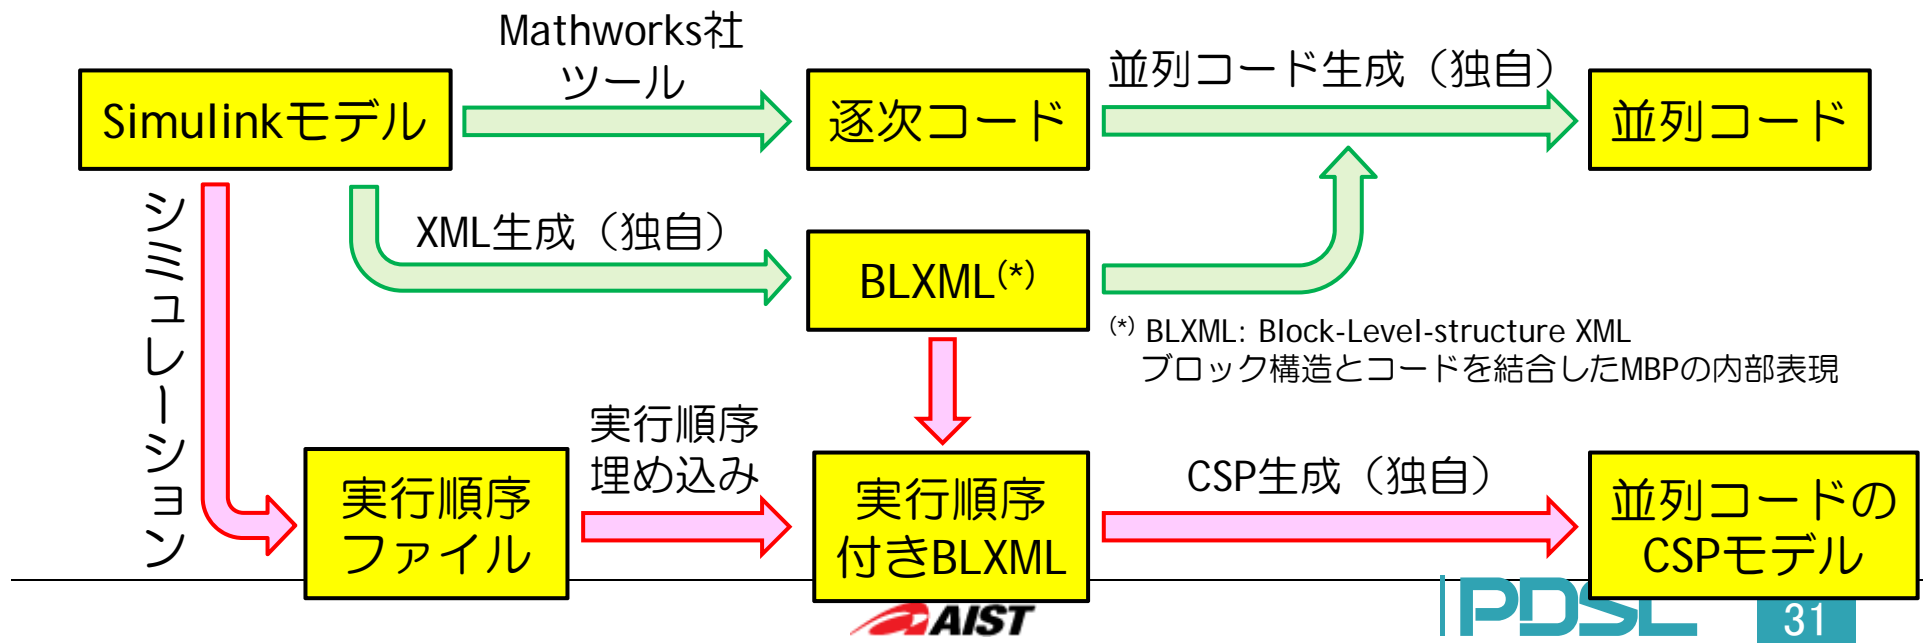 Mathworks社
ツール
並列コード生成（独自）
Simulinkモデル
逐次コード
並列コード
シミュレーション
XML生成（独自）
BLXML(*)
(*) BLXML: Block-Level-structure XML
ブロック構造とコードを結合したMBPの内部表現
実行順序
埋め込み
CSP生成（独自）
実行順序
ファイル
実行順序
付きBLXML
並列コードの
CSPモデル
AIST
PDSL
31